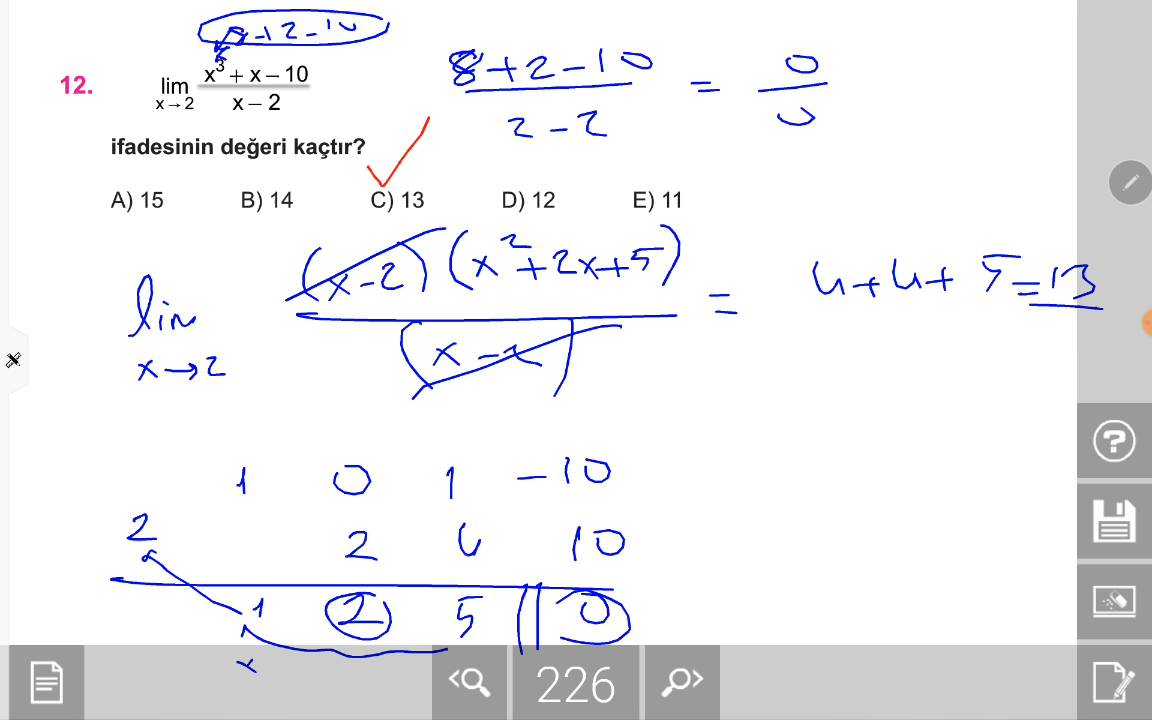 8+2-10
12. lim x→2 x³ + x – 10 / x – 2
8+2-10 / 2-2 = 0/0
ifadesinin değeri kaçtır?
A) 15 B) 14 C) 13 D) 12 E) 11
lim x→2 (x-2)(x²+2x+5) / (x-2) = 4+4+5=13
1 0 1 -10
2 2 4 10
1 2 5 0
226